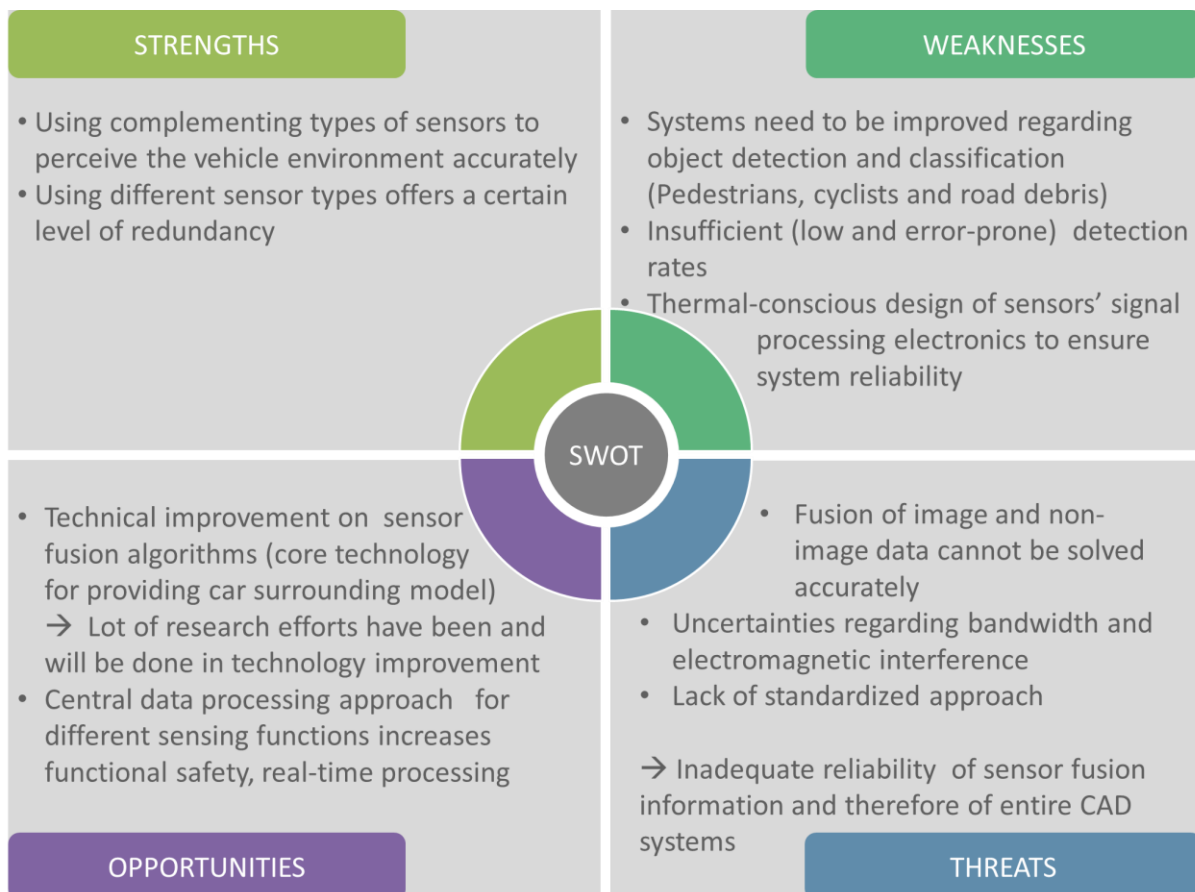 STRENGTHS
• Using complementing types of sensors to
perceive the vehicle environment accurately
• Using different sensor types offers a certain
level of redundancy
WEAKNESSES
• Systems need to be improved regarding
object detection and classification
(Pedestrians, cyclists and road debris)
• Insufficient (low and error-prone) detection
rates
• Thermal-conscious design of sensors’ signal
processing electronics to ensure
system reliability
SWOT
• Technical improvement on sensor
fusion algorithms (core technology
for providing car surrounding model)
→ Lot of research efforts have been and
will be done in technology improvement
• Central data processing approach for
different sensing functions increases
functional safety, real-time processing
OPPORTUNITIES
• Fusion of image and non-
image data cannot be solved
accurately
• Uncertainties regarding bandwidth and
electromagnetic interference
• Lack of standardized approach
→ Inadequate reliability of sensor fusion
information and therefore of entire CAD
systems
THREATS